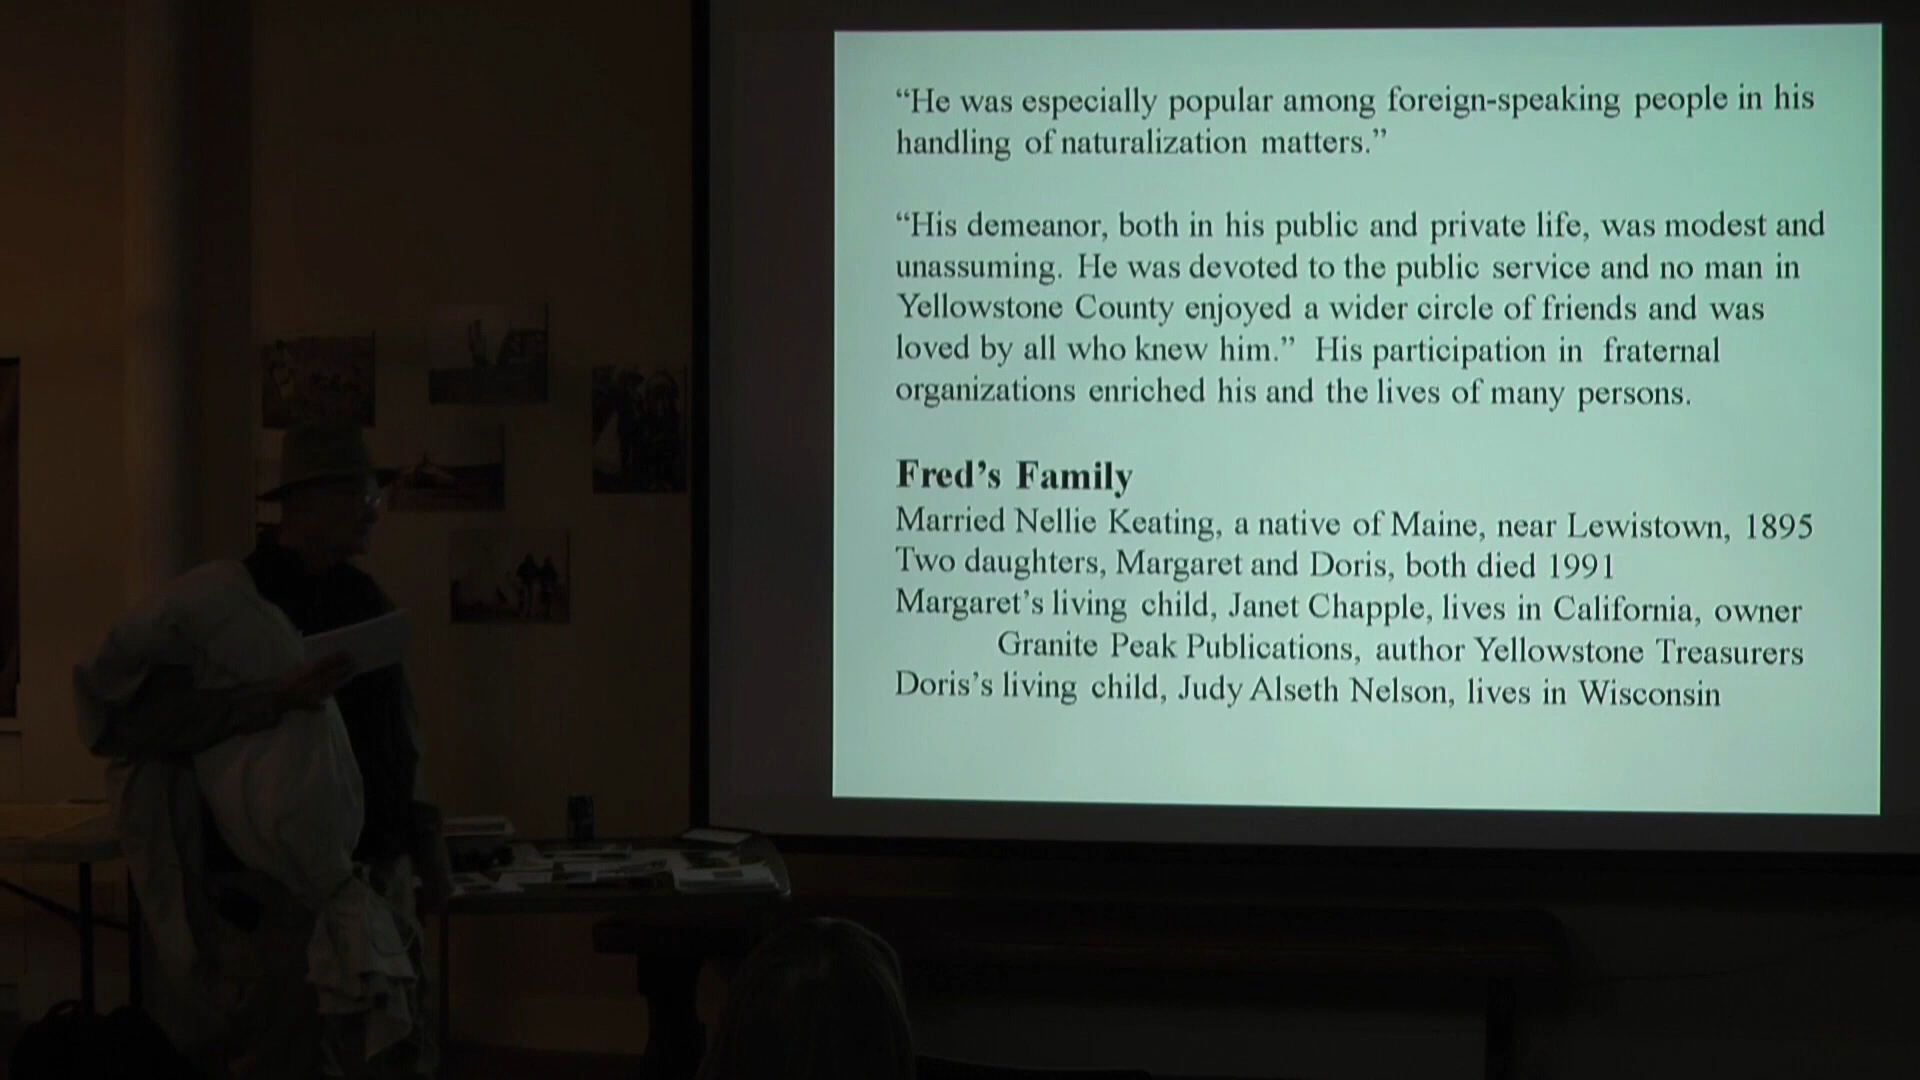 “He was especially popular among foreign-speaking people in his
handling of naturalization matters.”
“His demeanor, both in his public and private life, was modest and
unassuming. He was devoted to the public service and no man in
Yellowstone County enjoyed a wider circle of friends and was
loved by all who knew him.” His participation in fraternal
organizations enriched his and the lives of many persons.
Fred’s Family
Married Nellie Keating, a native of Maine, near Lewistown, 1895
Two daughters, Margaret and Doris, both died 1991
Margaret’s living child, Janet Chapple, lives in California, owner
Granite Peak Publications, author Yellowstone Treasurers
Doris’s living child, Judy Alseth Nelson, lives in Wisconsin